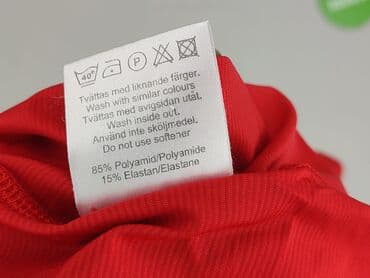 40° P
Tvättas med liknande färger.
Wash with similar colours
Tvättas med avigsidan utåt.
Wash inside out.
Använd inte sköljmedel.
Do not use softener
85% Polyamid/Polyamide
15% Elastan/Elastane